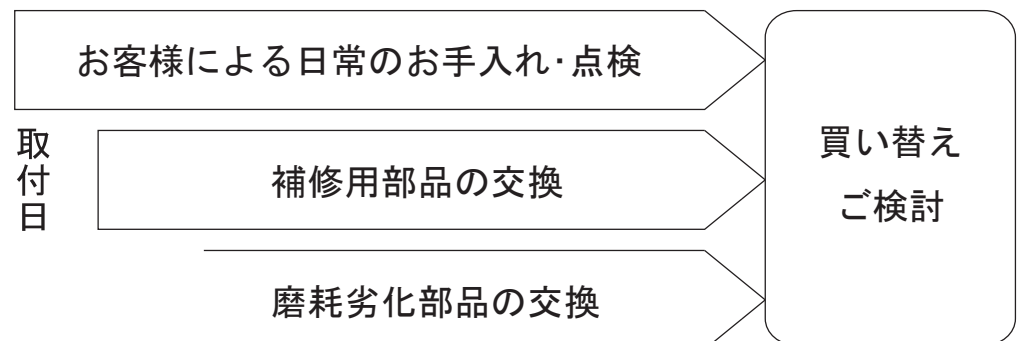 お客様による日常のお手入れ・点検
取付日
補修用部品の交換
磨耗劣化部品の交換
買い替え
ご検討